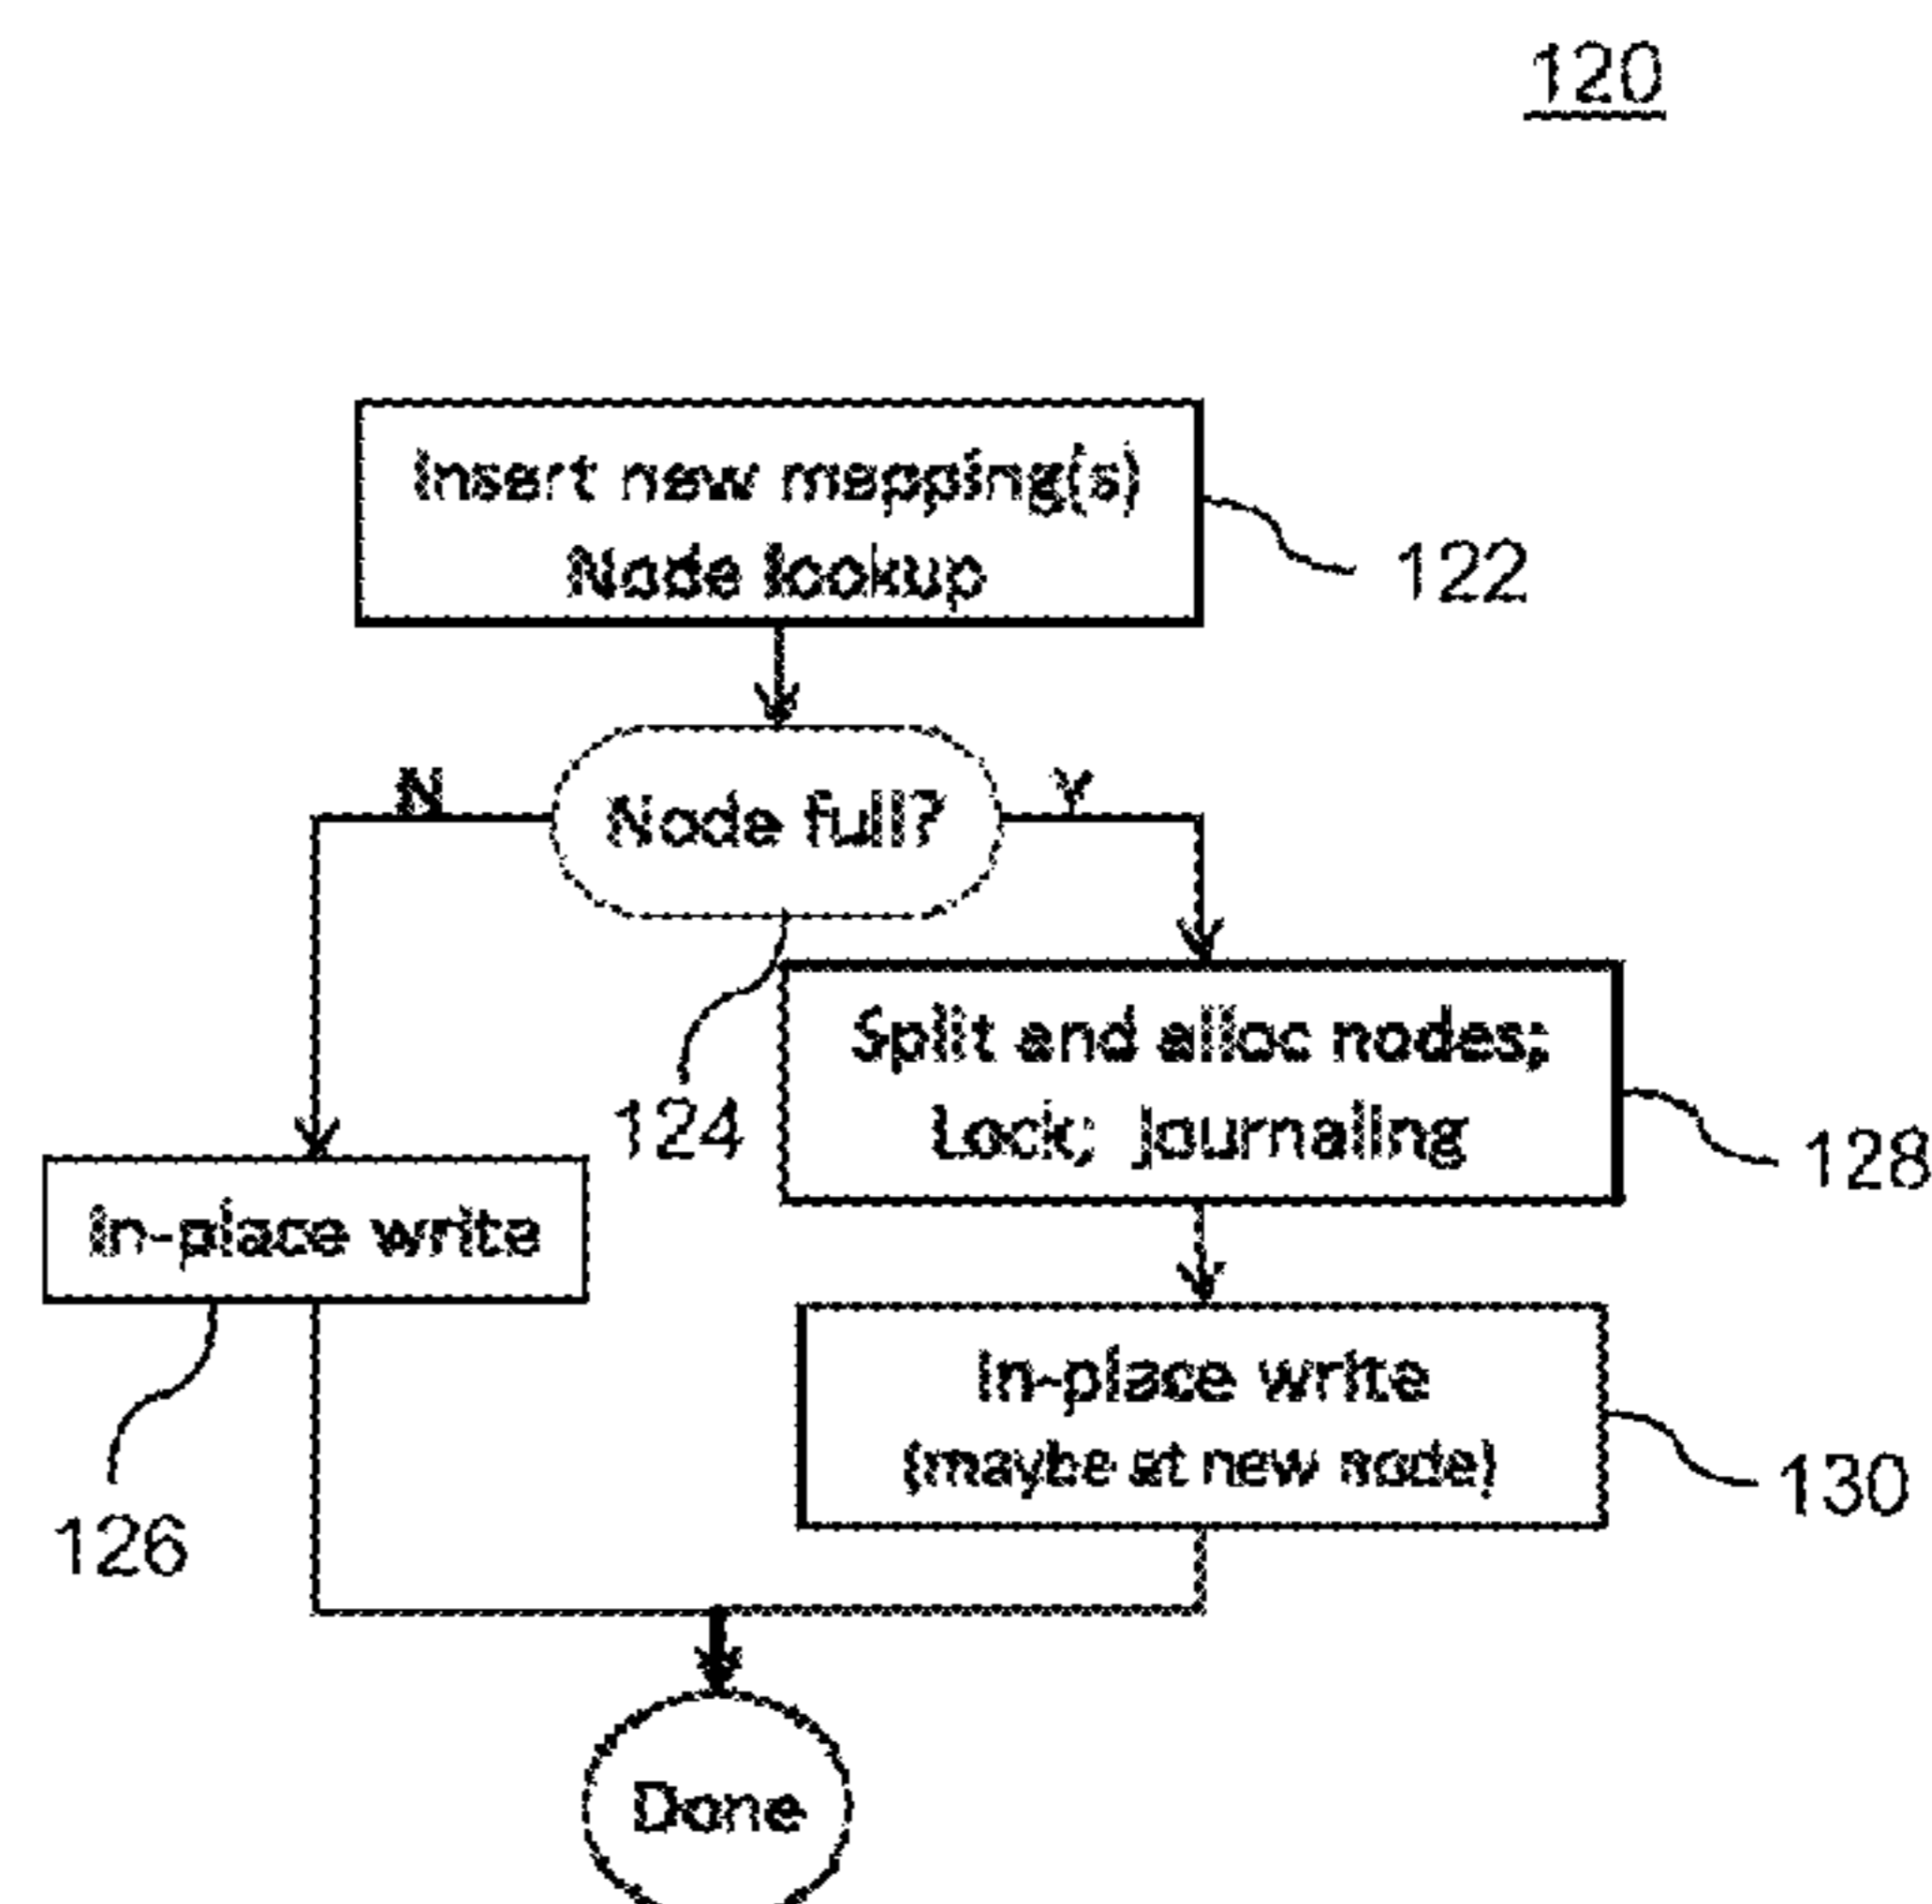 120
Insert new mapping(s)
Node lookup
122
N
Y
Node full?
124
Split and alloc nodes;
Lock; Journaling
128
In-place write
126
In-place write
(maybe at new node)
130
Done